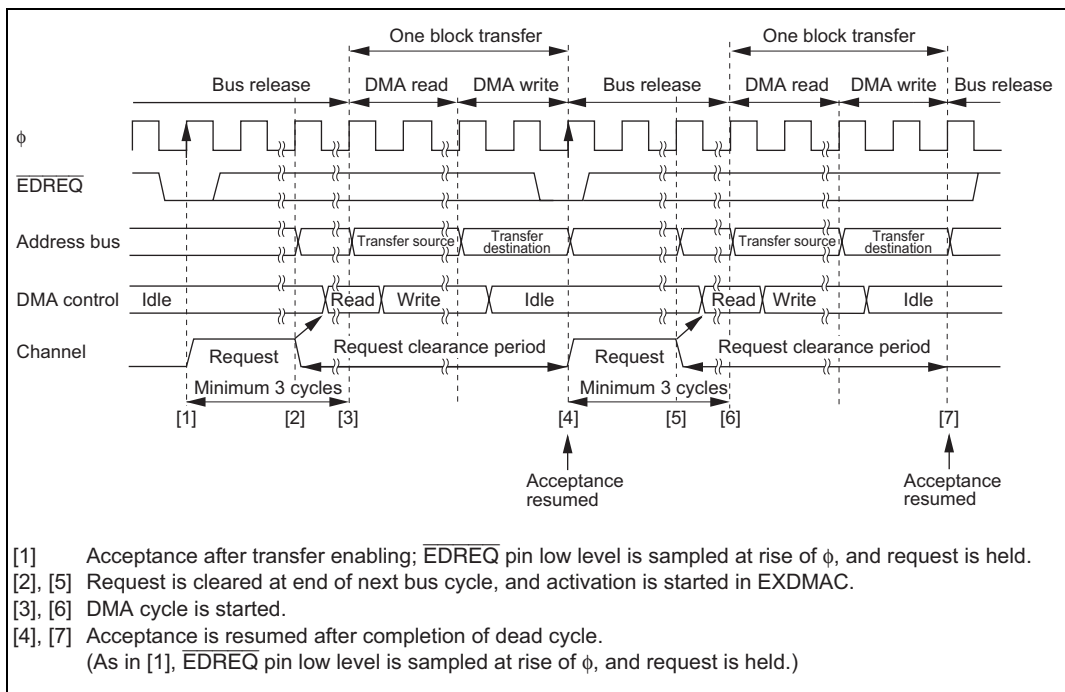 One block transfer One block transfer
Bus release DMA read DMA write Bus release DMA read DMA write Bus release
ϕ
EDREQ
Address bus Transfer source Transfer destination Transfer source Transfer destination
DMA control Idle Read Write Idle Read Write Idle
Channel Request Request clearance period Request Request clearance period
Minimum 3 cycles Minimum 3 cycles
[1] [2] [3] [4] [5] [6] [7]
Acceptance resumed Acceptance resumed
[1] Acceptance after transfer enabling; EDREQ pin low level is sampled at rise of ϕ, and request is held.
[2], [5] Request is cleared at end of next bus cycle, and activation is started in EXDMAC.
[3], [6] DMA cycle is started.
[4], [7] Acceptance is resumed after completion of dead cycle.
(As in [1], EDREQ pin low level is sampled at rise of ϕ, and request is held.)